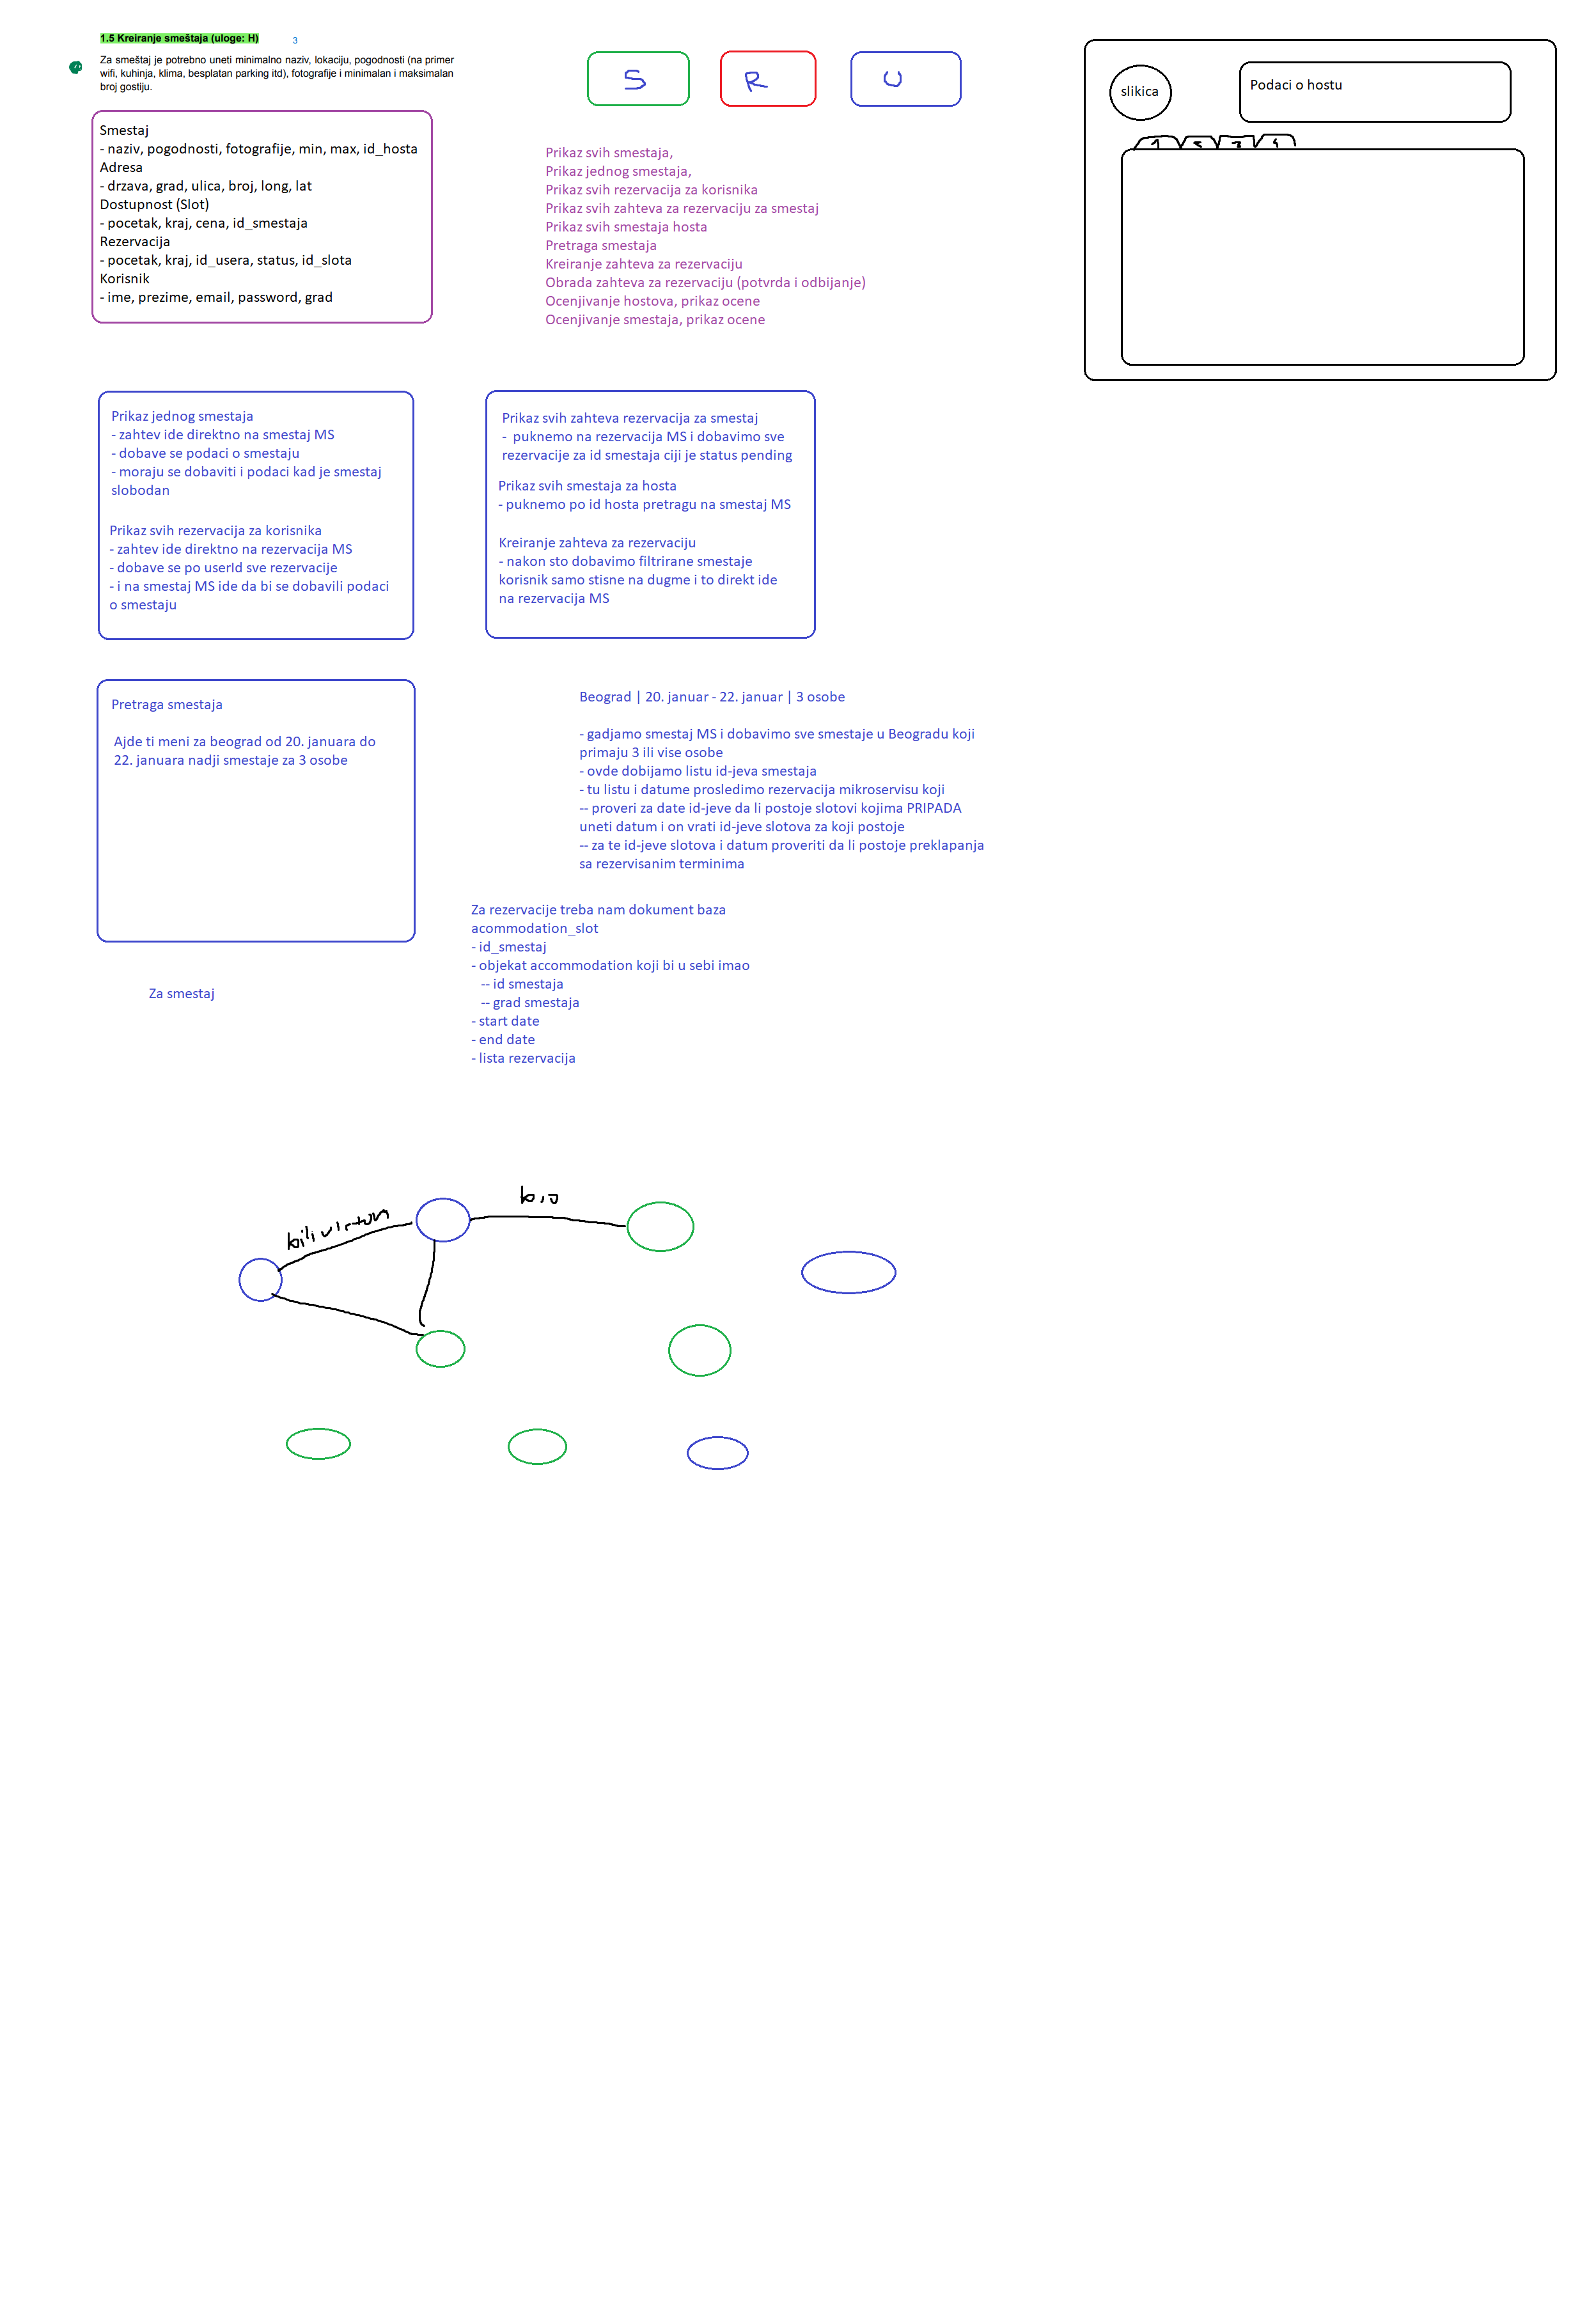 1.5 Kreiranje smeštaja (uloge: H)
3
Za smeštaj je potrebno uneti minimalno naziv, lokaciju, pogodnosti (na primer
wifi, kuhinja, klima, besplatan parking itd), fotografije i minimalan i maksimalan
broj gostiju.
S
R
U
slikica
Podaci o hostu
1
Smestaj
- naziv, pogodnosti, fotografije, min, max, id_hosta
Adresa
- drzava, grad, ulica, broj, long, lat
Dostupnost (Slot)
- pocetak, kraj, cena, id_smestaja
Rezervacija
- pocetak, kraj, id_usera, status, id_slota
Korisnik
- ime, prezime, email, password, grad
Prikaz svih smestaja,
Prikaz jednog smestaja,
Prikaz svih rezervacija za korisnika
Prikaz svih zahteva za rezervaciju za smestaj
Prikaz svih smestaja hosta
Pretraga smestaja
Kreiranje zahteva za rezervaciju
Obrada zahteva za rezervaciju (potvrda i odbijanje)
Ocenjivanje hostova, prikaz ocene
Ocenjivanje smestaja, prikaz ocene
Prikaz jednog smestaja
- zahtev ide direktno na smestaj MS
- dobave se podaci o smestaju
- moraju se dobaviti i podaci kad je smestaj
slobodan
Prikaz svih rezervacija za korisnika
- zahtev ide direktno na rezervacija MS
- dobave se po userId sve rezervacije
- i na smestaj MS ide da bi se dobavili podaci
o smestaju
Prikaz svih zahteva rezervacija za smestaj
- puknemo na rezervacija MS i dobavimo sve
rezervacije za id smestaja ciji je status pending
Prikaz svih smestaja za hosta
- puknemo po id hosta pretragu na smestaj MS
Kreiranje zahteva za rezervaciju
- nakon sto dobavimo filtrirane smestaje
korisnik samo stisne na dugme i to direkt ide
na rezervacija MS
Pretraga smestaja
Ajde ti meni za beograd od 20. januara do
22. januara nadji smestaje za 3 osobe
Beograd | 20. januar - 22. januar | 3 osobe
- gadjamo smestaj MS i dobavimo sve smestaje u Beogradu koji
primaju 3 ili vise osobe
- ovde dobijamo listu id-jeva smestaja
- tu listu i datume prosledimo rezervacija mikroservisu koji
-- proveri za date id-jeve da li postoje slotovi kojima PRIPADA
uneti datum i on vrati id-jeve slotova za koji postoje
-- za te id-jeve slotova i datum proveriti da li postoje preklapanja
sa rezervisanim terminima
Za rezervacije treba nam dokument baza
acommodation_slot
- id_smestaj
- objekat accommodation koji bi u sebi imao
-- id smestaja
-- grad smestaja
- start date
- end date
- lista rezervacija
Za smestaj
bio